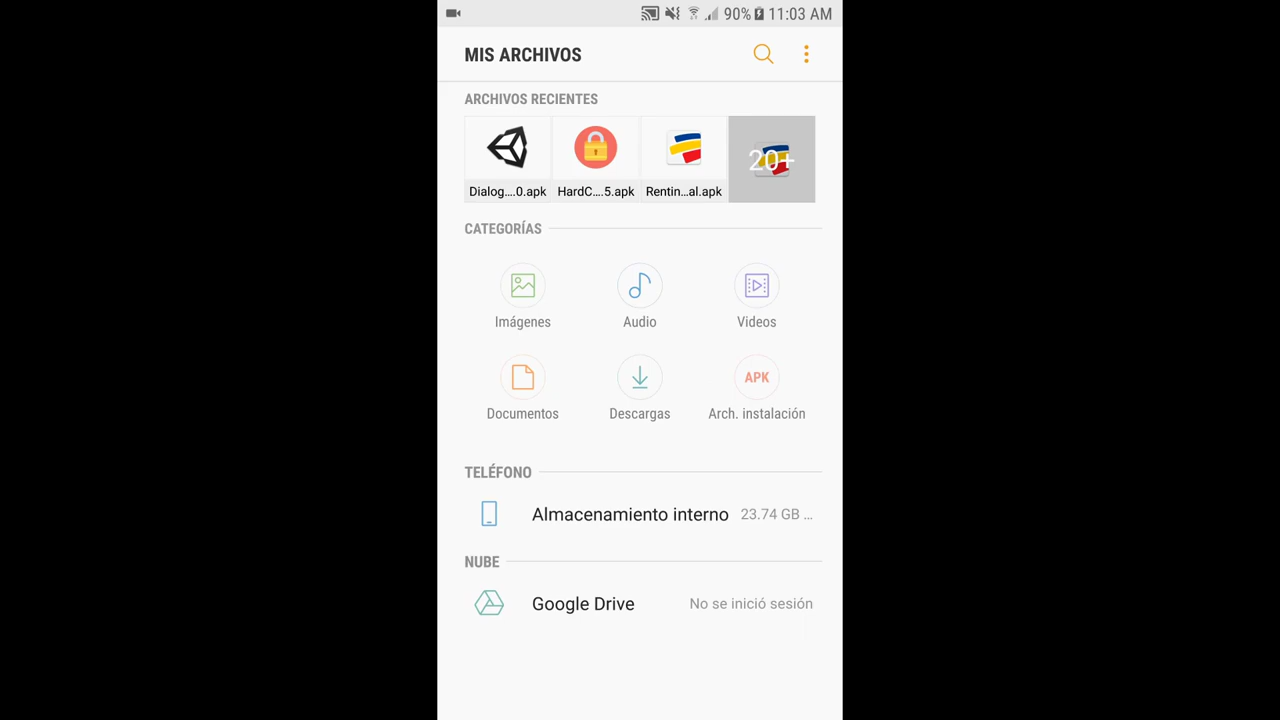 90% 11:03 AM
MIS ARCHIVOS
ARCHIVOS RECIENTES
20+
Dialog....0.apk HardC....5.apk Rentin...al.apk
CATEGORÍAS
Imágenes Audio Videos
APK
Documentos Descargas Arch. instalación
TELÉFONO
Almacenamiento interno 23.74 GB ...
NUBE
Google Drive No se inició sesión